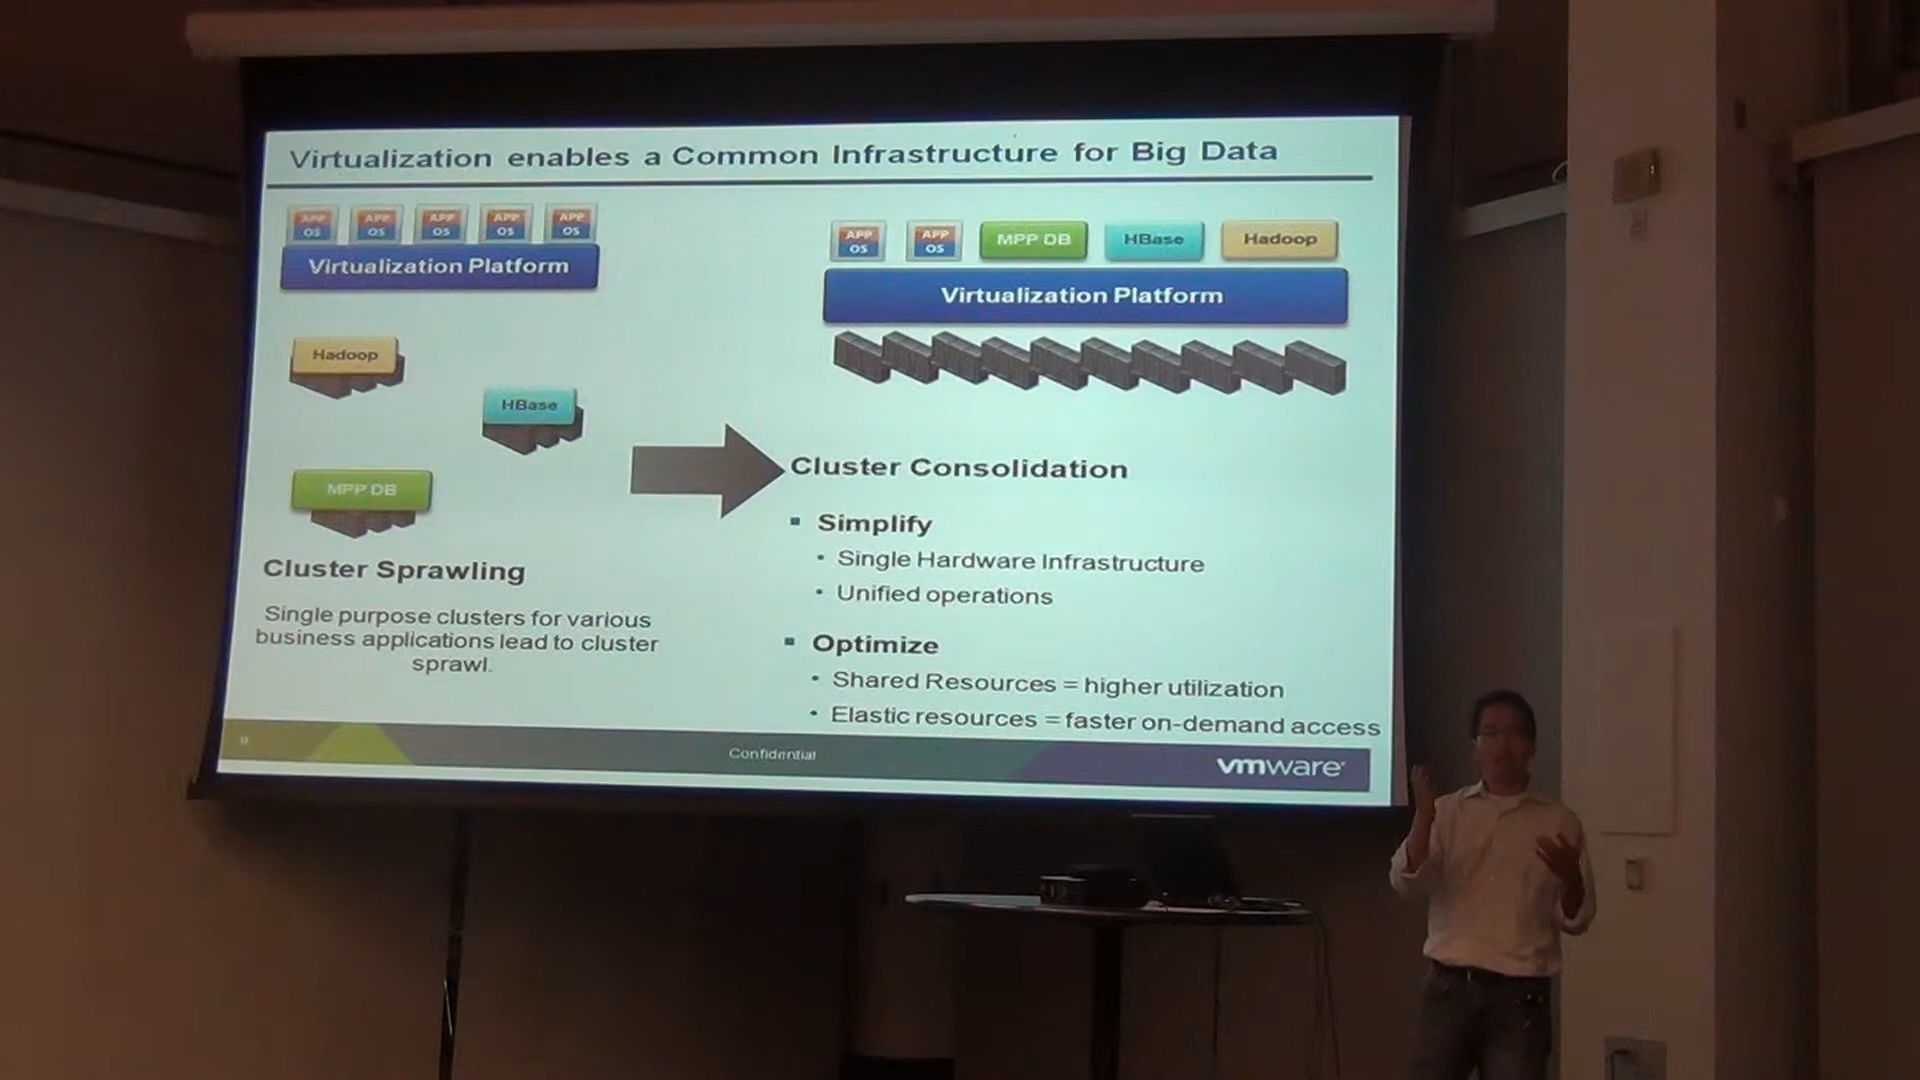 Virtualization enables a Common Infrastructure for Big Data
APP OS
APP OS
APP OS
APP OS
APP OS
Virtualization Platform
Hadoop
HBase
MPP DB
Cluster Sprawling
Single purpose clusters for various
business applications lead to cluster
sprawl.
APP OS
APP OS
MPP DB
HBase
Hadoop
Virtualization Platform
Cluster Consolidation
Simplify
Single Hardware Infrastructure
Unified operations
Optimize
Shared Resources = higher utilization
Elastic resources = faster on-demand access
9
Confidential
vmware